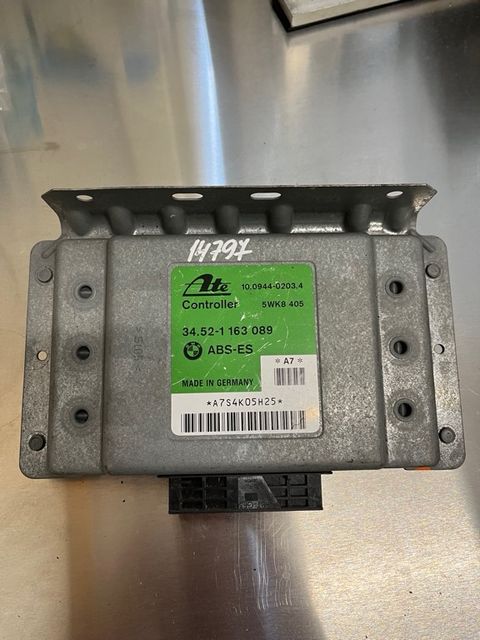 14797
Ate 10.0944-0203.4
Controller 5WK8 405
34.52-1 163 089
ABS-ES
* A7 *
MADE IN GERMANY
*A7S4K05H25*